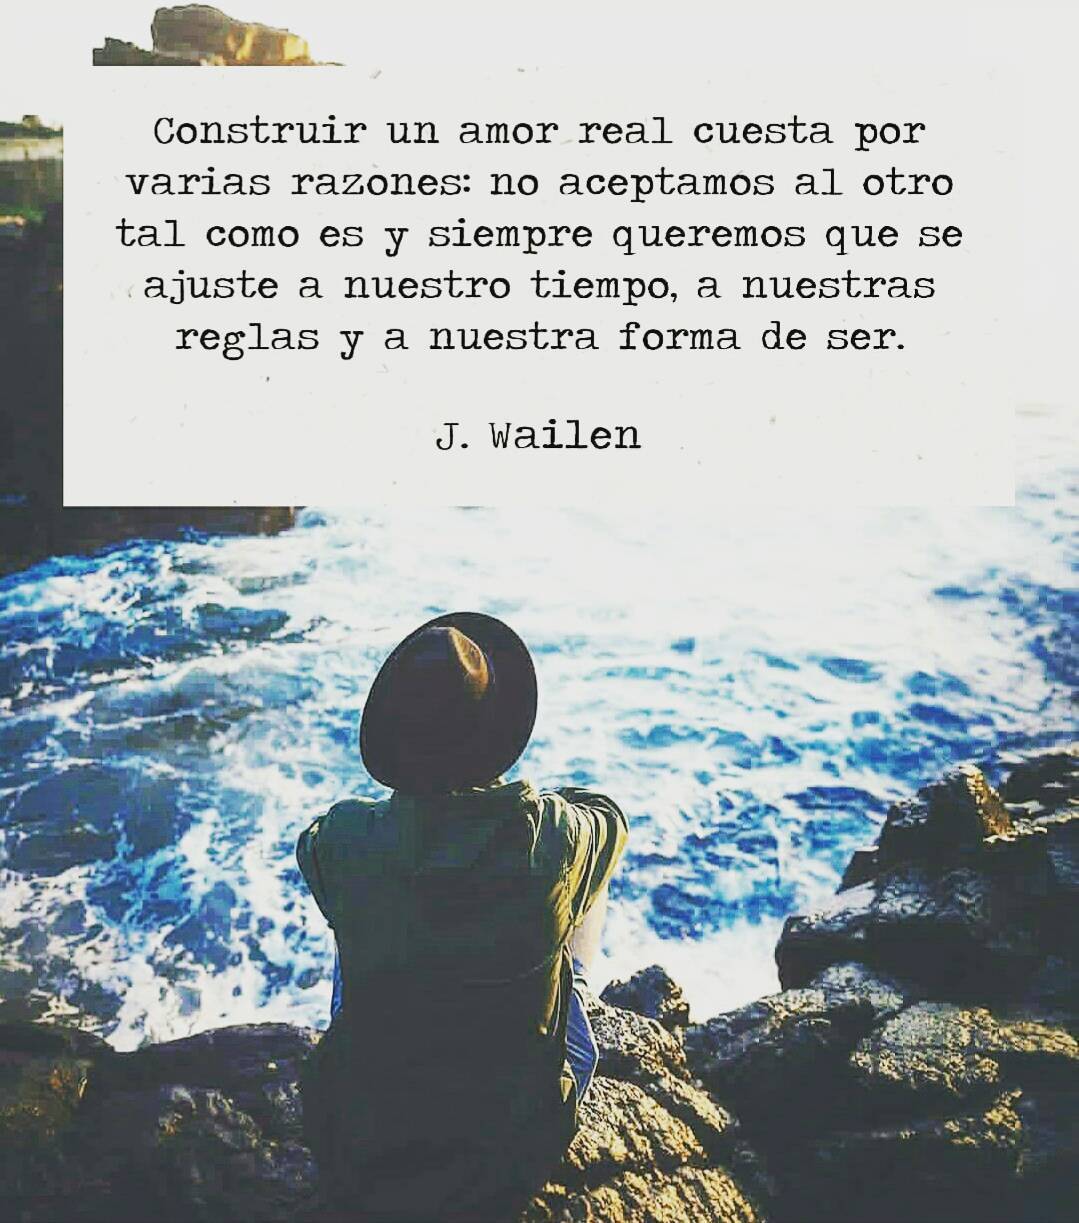 Construir un amor real cuesta por
varias razones: no aceptamos al otro
tal como es y siempre queremos que se
ajuste a nuestro tiempo, a nuestras
reglas y a nuestra forma de ser.
J. Wailen